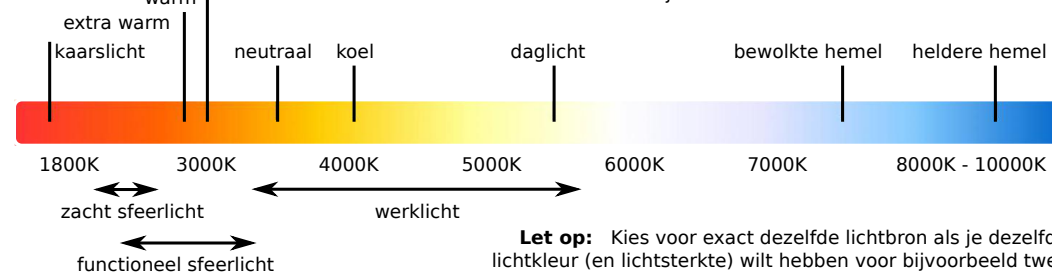 warm
extra warm
kaarslicht neutraal koel daglicht bewolkte hemel heldere hemel
1800K 3000K 4000K 5000K 6000K 7000K 8000K - 10000K
zacht sfeerlicht werklicht
Let op: Kies voor exact dezelfde lichtbron als je dezelfd
lichtkleur (en lichtsterkte) wilt hebben voor bijvoorbeeld twe
functioneel sfeerlicht